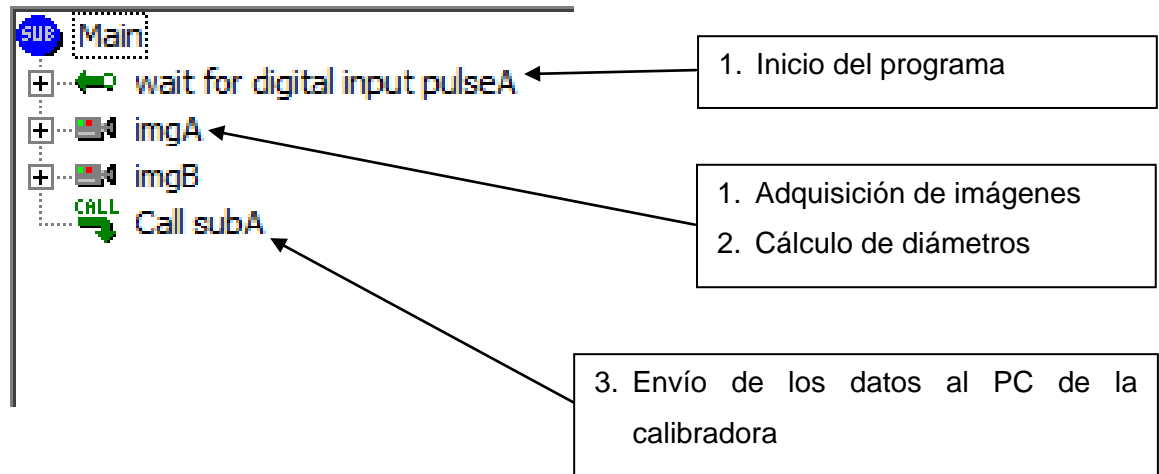 SUB Main
wait for digital input pulseA
imgA
imgB
CALL
Call subA
1. Inicio del programa
1. Adquisición de imágenes
2. Cálculo de diámetros
3. Envío de los datos al PC de la
calibradora